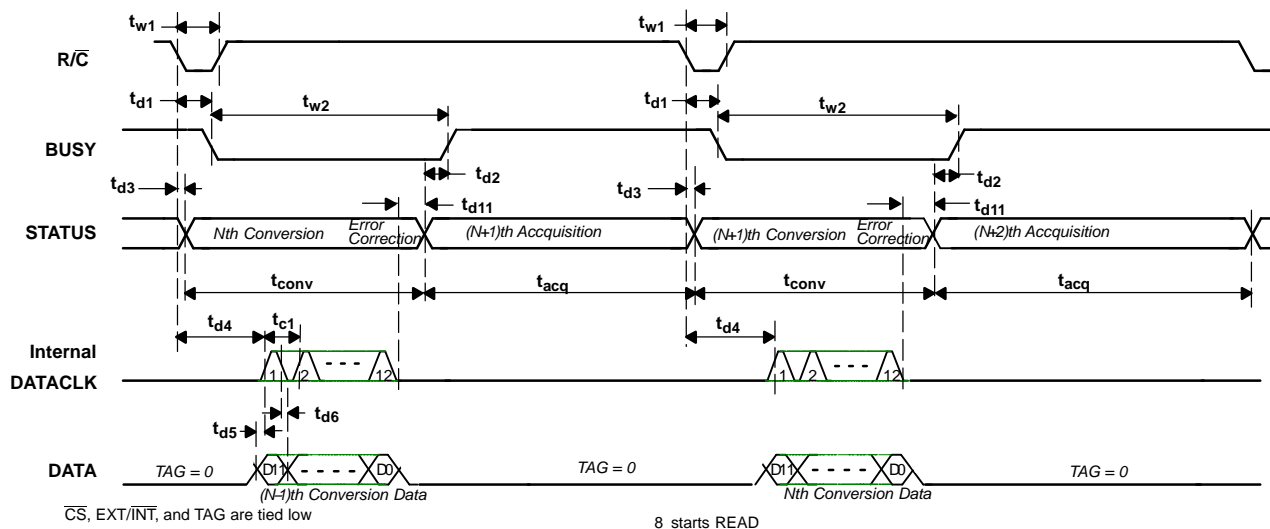 tw1 tw1
R/C̅
td1 tw2 td1 tw2
BUSY
td3 td2 td3 td2
td11 td11
STATUS Nth Conversion Error Correction (N+1)th Accquisition (N+1)th Conversion Error Correction (N+2)th Acquisition
tconv tacq tconv tacq
td4 tc1 td4
Internal
DATACLK 1 2 - - - 12 1 2 - - - 12
td6
td5
DATA TAG = 0 D11 - - - - - D0 TAG = 0 D11 - - - - - D0 TAG = 0
(N-1)th Conversion Data Nth Conversion Data
C̅S̅, EXT/I̅N̅T̅, and TAG are tied low
8 starts READ